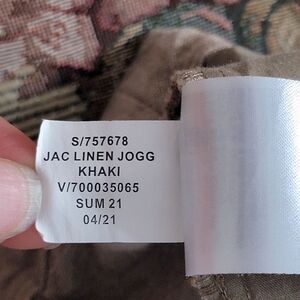 S/757678
JAC LINEN JOGG
KHAKI
V/700035065
SUM 21
04/21